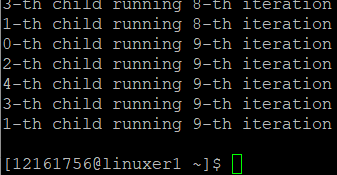 3-th child running 8-th iteration
1-th child running 8-th iteration
0-th child running 9-th iteration
2-th child running 9-th iteration
4-th child running 9-th iteration
3-th child running 9-th iteration
1-th child running 9-th iteration
[12161756@linuxer1 ~]$